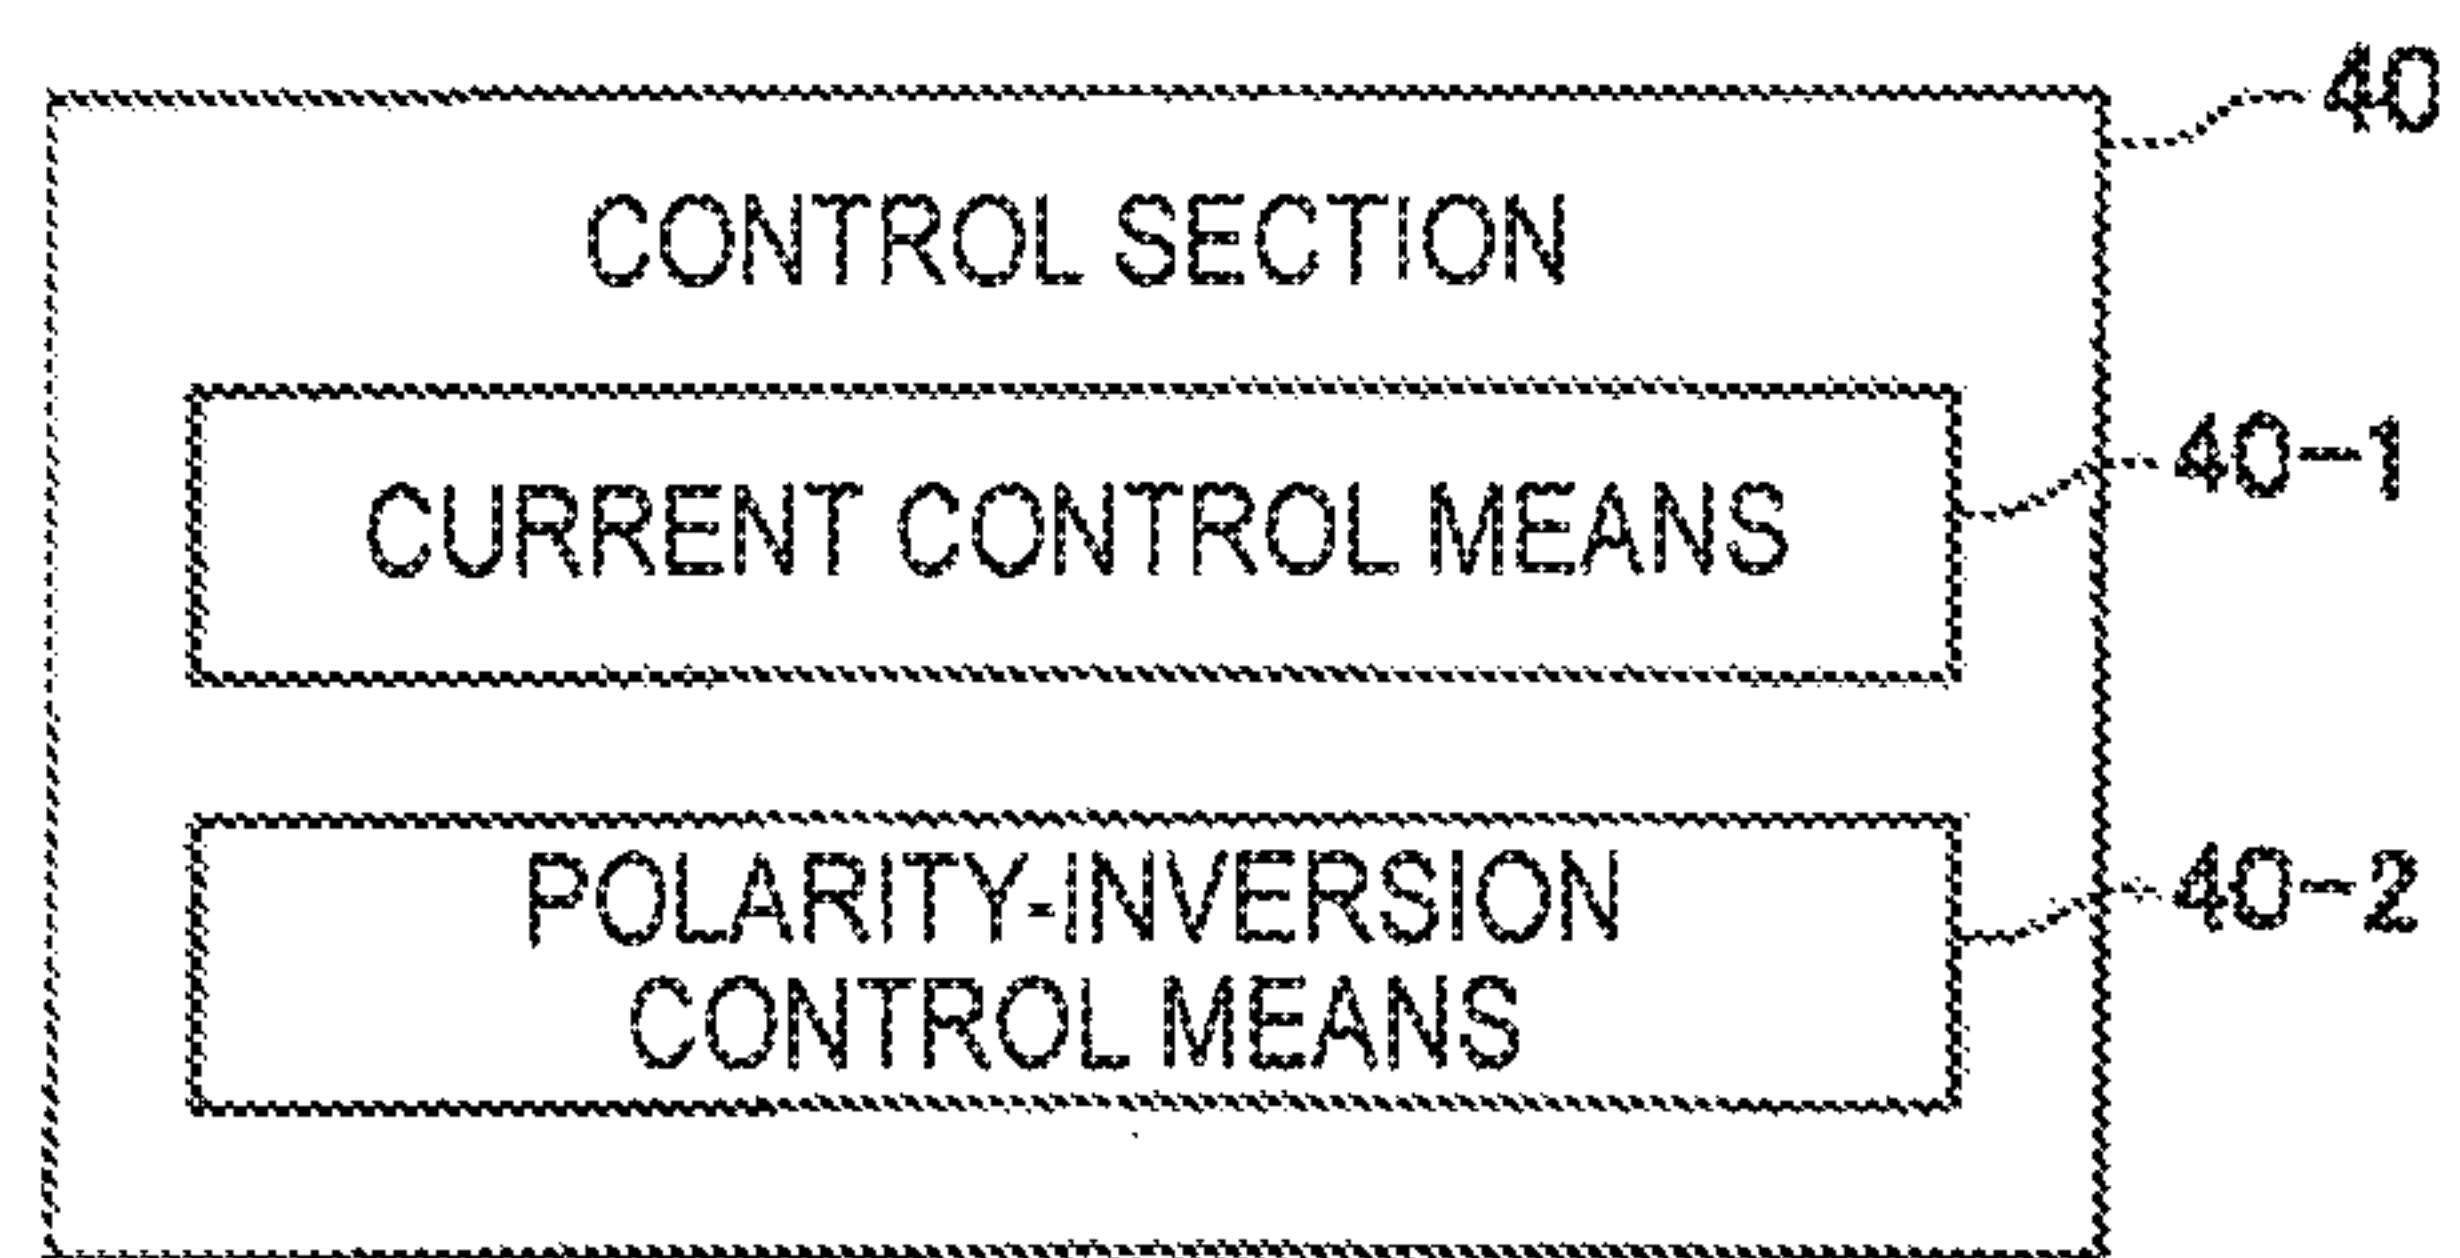 40
CONTROL SECTION
40-1
CURRENT CONTROL MEANS
40-2
POLARITY-INVERSION
CONTROL MEANS